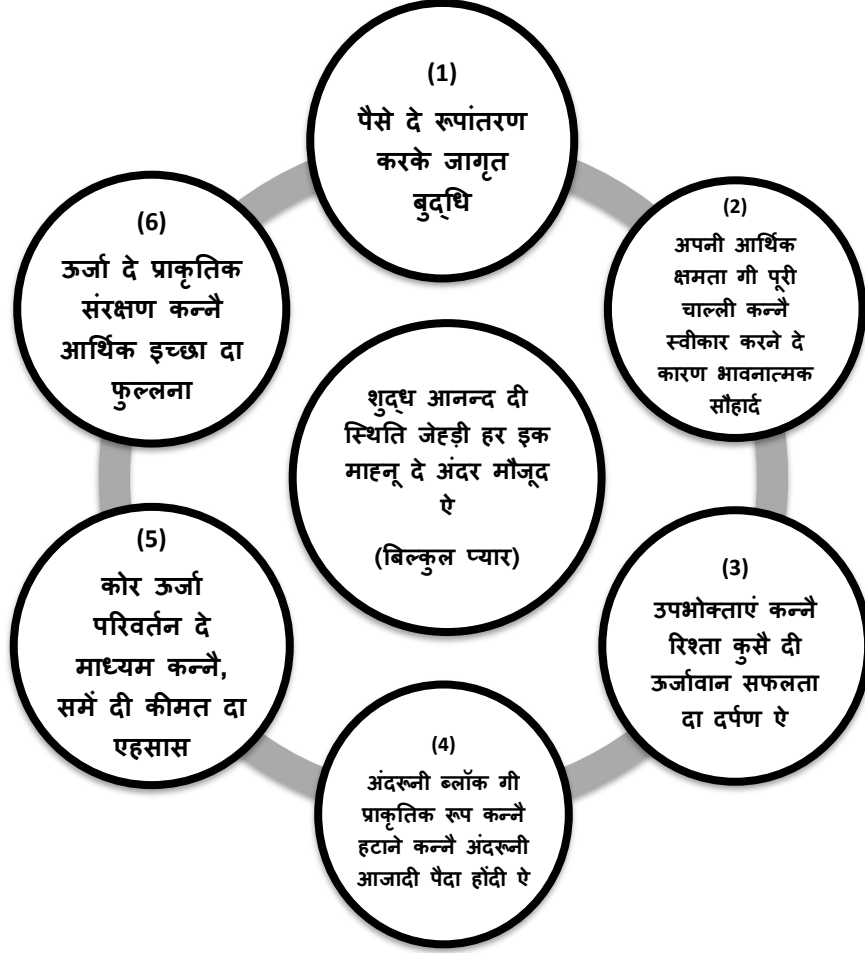 (1)
पैसे दे रूपांतरण
करके जागृत
बुद्धि
(2)
अपनी आर्थिक
क्षमता गी पूरी
चाल्ली कन्नै
स्वीकार करने दे
कारण भावनात्मक
सौहार्द
(3)
उपभोक्ताएं कन्नै
रिश्ता कुसै दी
ऊर्जावान सफलता
दा दर्पण ऐ
(4)
अंदरूनी ब्लॉक गी
प्राकृतिक रूप कन्नै
हटाने कन्नै अंदरूनी
आजादी पैदा होंदी ऐ
(5)
कोर ऊर्जा
परिवर्तन दे
माध्यम कन्नै,
समें दी कीमत दा
एहसास
(6)
ऊर्जा दे प्राकृतिक
संरक्षण कन्नै
आर्थिक इच्छा दा
फुल्लना
शुद्ध आनन्द दी
स्थिति जेह्ड़ी हर इक
माह्नू दे अंदर मौजूद
ऐ
(बिल्कुल प्यार)